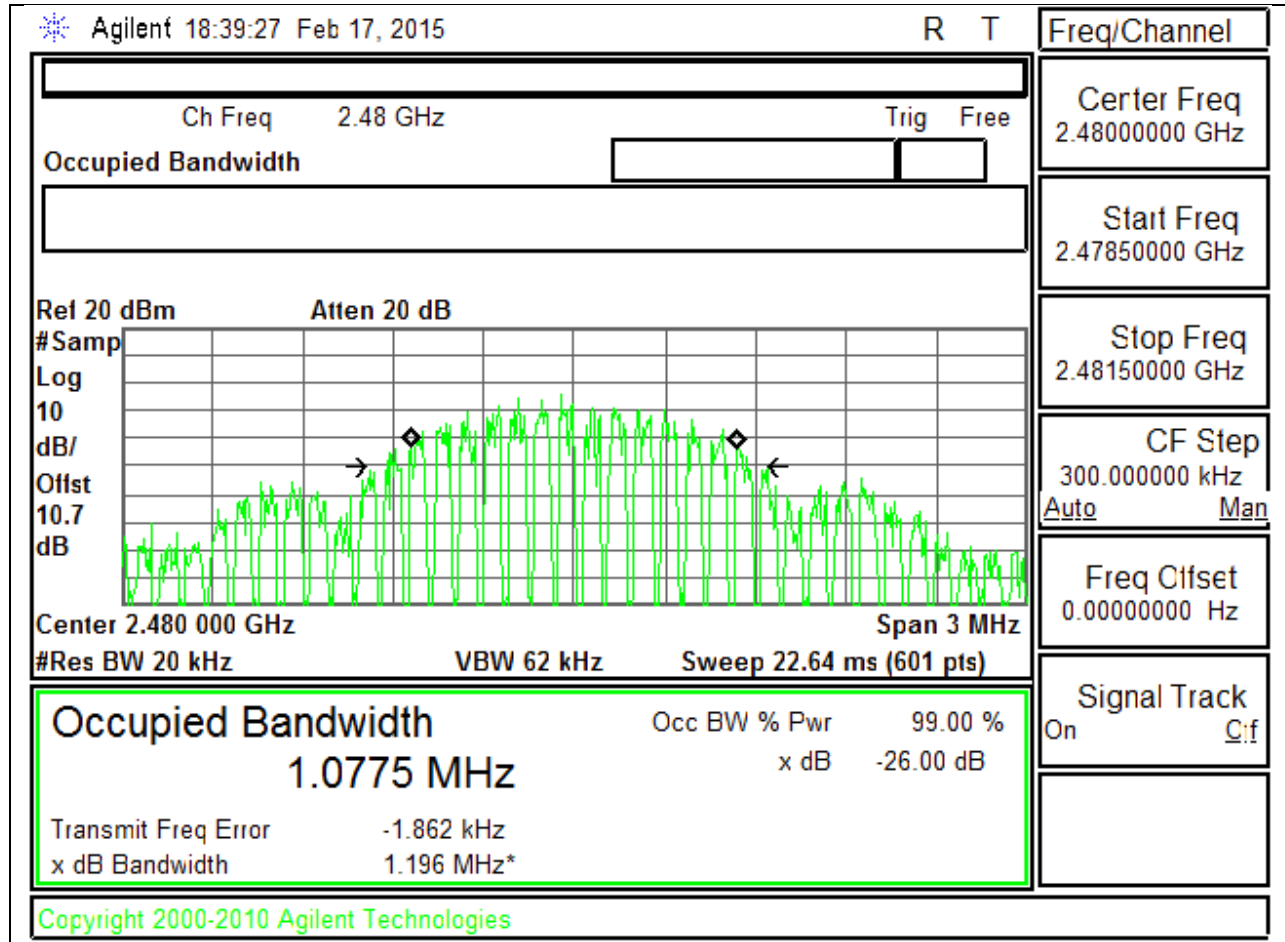 Agilent 18:39:27 Feb 17, 2015 R T
Ch Freq 2.48 GHz Trig Free
Occupied Bandwidth
Ref 20 dBm Atten 20 dB
#Samp
Log
10
dB/
Offst
10.7
dB
Center 2.480 000 GHz Span 3 MHz
#Res BW 20 kHz VBW 62 kHz Sweep 22.64 ms (601 pts)
Occupied Bandwidth
1.0775 MHz
Occ BW % Pwr 99.00 %
x dB -26.00 dB
Transmit Freq Error -1.862 kHz
x dB Bandwidth 1.196 MHz*
Copyright 2000-2010 Agilent Technologies
Freq/Channel
Center Freq
2.48000000 GHz
Start Freq
2.47850000 GHz
Stop Freq
2.48150000 GHz
CF Step
300.000000 kHz
Auto Man
Freq Offset
0.00000000 Hz
Signal Track
On Off